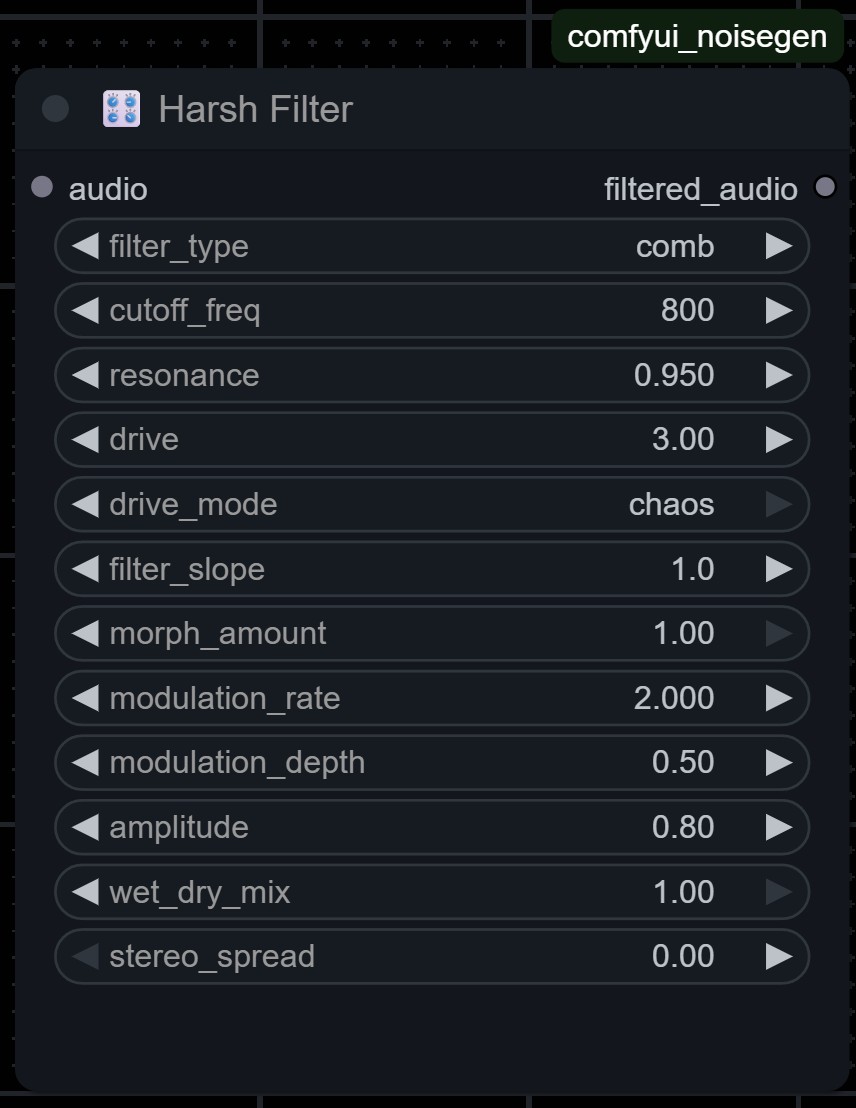 comfyui_noisegen
Harsh Filter
audio filtered_audio
filter_type comb
cutoff_freq 800
resonance 0.950
drive 3.00
drive_mode chaos
filter_slope 1.0
morph_amount 1.00
modulation_rate 2.000
modulation_depth 0.50
amplitude 0.80
wet_dry_mix 1.00
stereo_spread 0.00